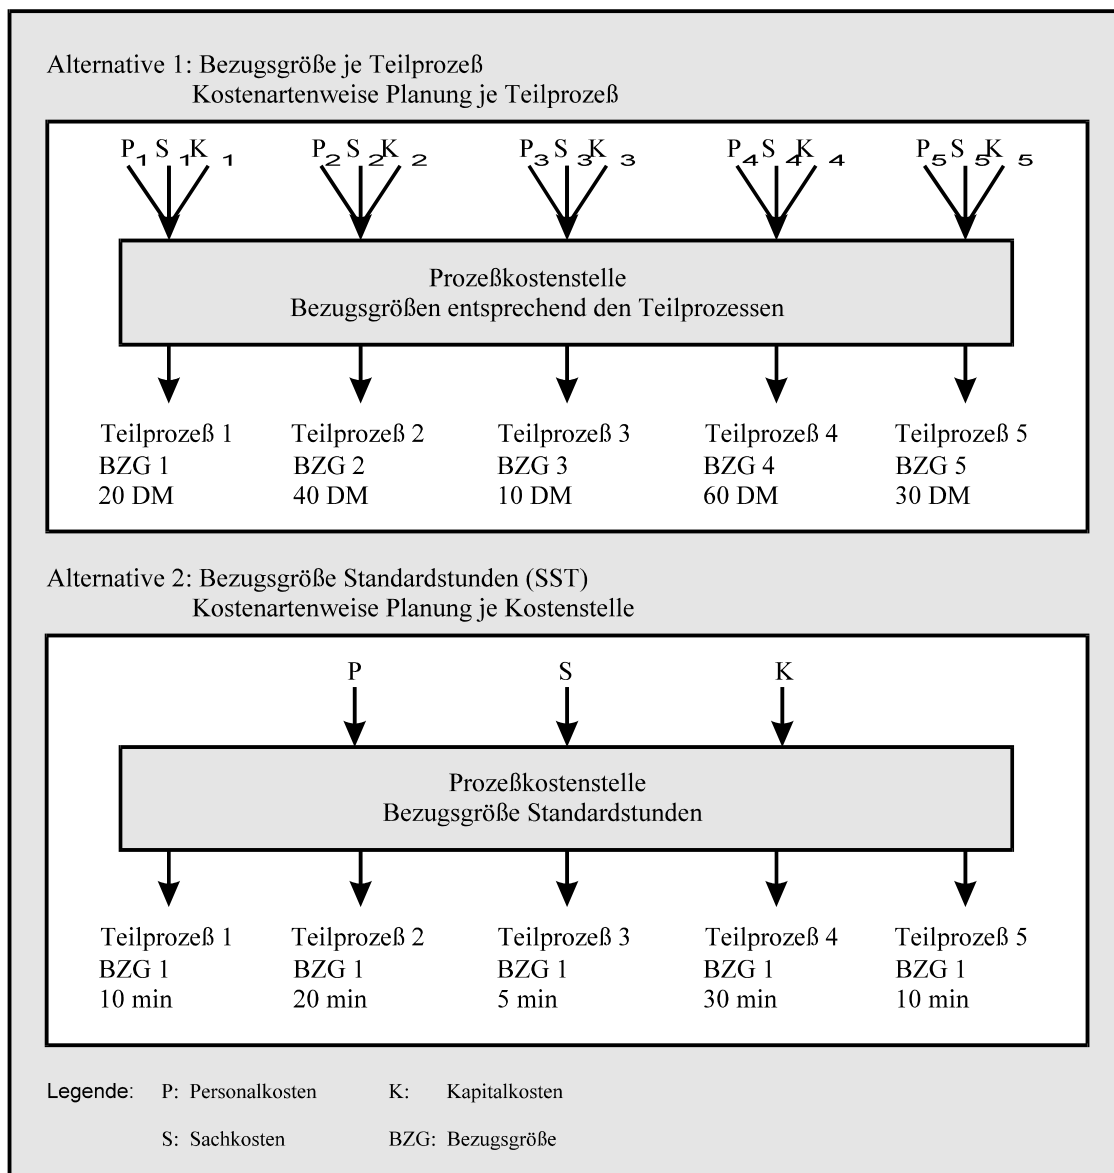 Alternative 1: Bezugsgröße je Teilprozeß
Kostenartenweise Planung je Teilprozeß
P₁ S₁ K₁ P₂ S₂ K₂ P₃ S₃ K₃ P₄ S₄ K₄ P₅ S₅ K₅
Prozeßkostenstelle
Bezugsgrößen entsprechend den Teilprozessen
Teilprozeß 1 Teilprozeß 2 Teilprozeß 3 Teilprozeß 4 Teilprozeß 5
BZG 1 BZG 2 BZG 3 BZG 4 BZG 5
20 DM 40 DM 10 DM 60 DM 30 DM
Alternative 2: Bezugsgröße Standardstunden (SST)
Kostenartenweise Planung je Kostenstelle
P S K
Prozeßkostenstelle
Bezugsgröße Standardstunden
Teilprozeß 1 Teilprozeß 2 Teilprozeß 3 Teilprozeß 4 Teilprozeß 5
BZG 1 BZG 1 BZG 1 BZG 1 BZG 1
10 min 20 min 5 min 30 min 10 min
Legende: P: Personalkosten K: Kapitalkosten
S: Sachkosten BZG: Bezugsgröße